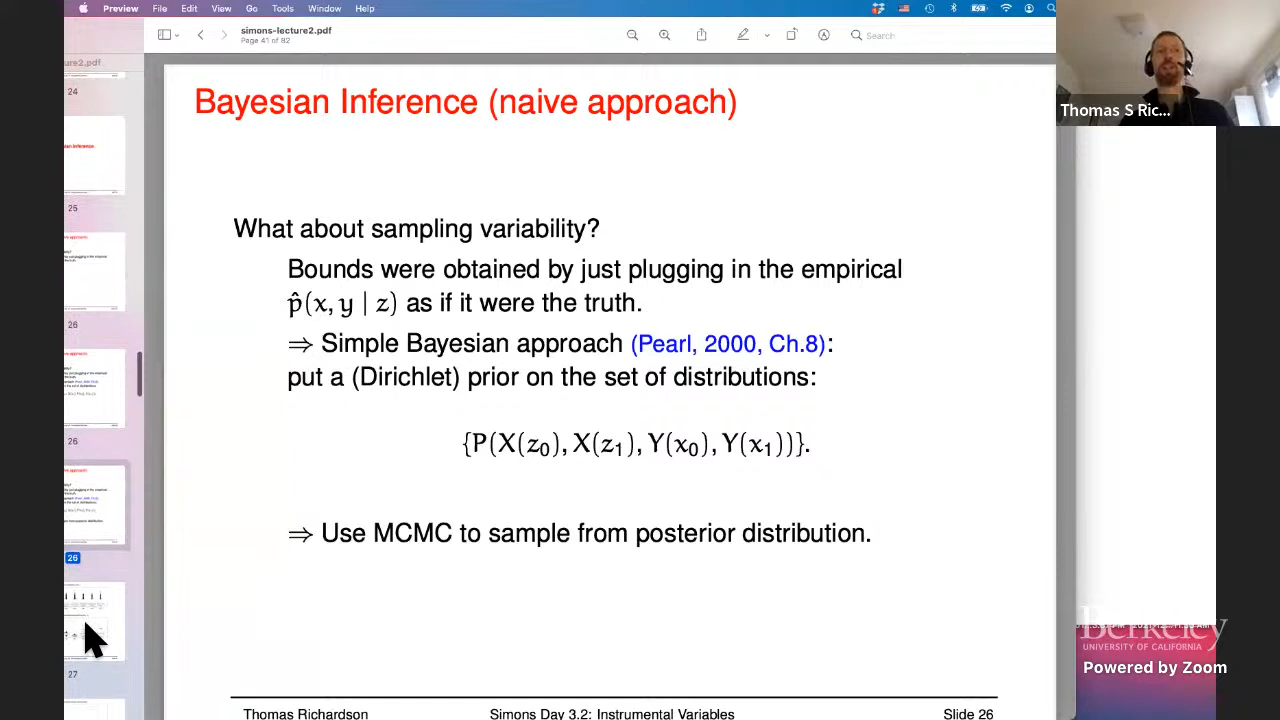 Preview File Edit View Go Tools Window Help
simons-lecture2.pdf
Page 41 of 82
Search
ure2.pdf
24
25
26
26
26
27
Bayesian Inference (naive approach)
What about sampling variability?
Bounds were obtained by just plugging in the empirical
p̂(x, y | z) as if it were the truth.
⇒ Simple Bayesian approach (Pearl, 2000, Ch.8):
put a (Dirichlet) prior on the set of distributions:
{P(X(z₀), X(z₁), Y(x₀), Y(x₁))}.
⇒ Use MCMC to sample from posterior distribution.
Thomas Richardson Simons Day 3.2: Instrumental Variables Slide 26
Thomas S Ric...
Berkeley
UNIVERSITY OF CALIFORNIA
Powered by Zoom